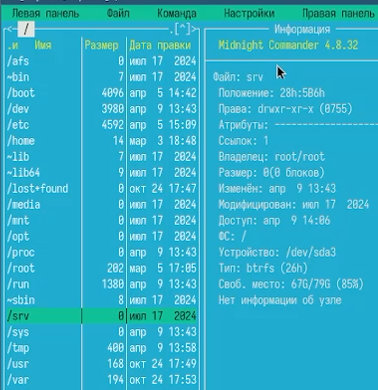 Левая панель Файл Команда Настройки Правая панель
<─ / .[^]>
.и Имя Размер Дата правки
/afs 0 июл 17 2024
~bin 7 июл 17 2024
/boot 4096 апр 5 14:42
/dev 3980 апр 9 13:43
/etc 4592 апр 5 15:09
/home 14 мар 3 18:48
~lib 7 июл 17 2024
~lib64 9 июл 17 2024
/lost+found 0 окт 24 17:47
/media 0 июл 17 2024
/mnt 0 июл 17 2024
/opt 0 июл 17 2024
/proc 0 апр 9 13:43
/root 202 мар 5 17:05
/run 1380 апр 9 13:43
~sbin 8 июл 17 2024
/srv 0 июл 17 2024
/sys 0 апр 9 13:43
/tmp 400 апр 9 13:58
/usr 168 окт 24 17:49
/var 194 окт 24 17:53
Информация
Midnight Commander 4.8.32
Файл: srv
Положение: 28h:5B6h
Права: drwxr-xr-x (0755)
Атрибуты: --------------
Ссылок: 1
Владелец: root/root
Размер: 0(0 блоков)
Изменён: апр 9 13:43
Модифицирован: июл 17 2024
Доступ: апр 9 14:06
ФС: /
Устройство: /dev/sda3
Тип: btrfs (26h)
Своб. место: 67G/79G (85%)
Нет информации об узле